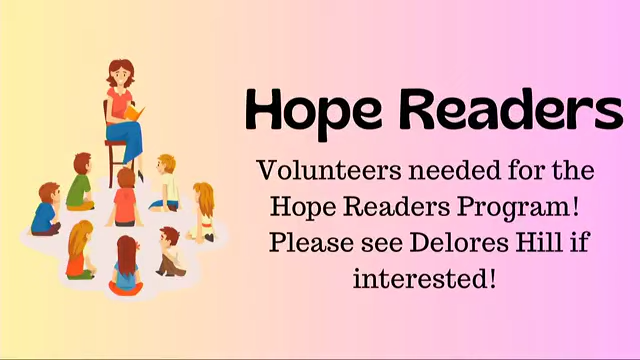 Hope Readers
Volunteers needed for the
Hope Readers Program!
Please see Delores Hill if
interested!